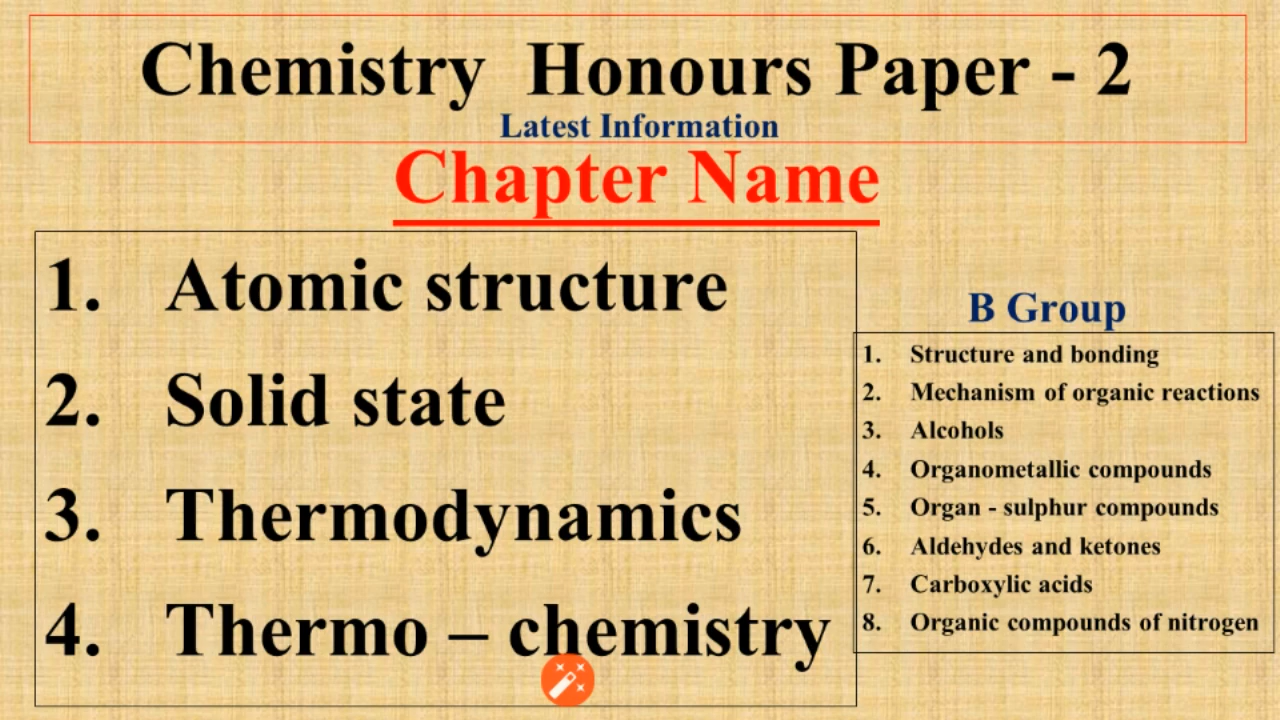 Chemistry Honours Paper - 2
Latest Information
Chapter Name
1. Atomic structure
2. Solid state
3. Thermodynamics
4. Thermo – chemistry
B Group
1. Structure and bonding
2. Mechanism of organic reactions
3. Alcohols
4. Organometallic compounds
5. Organ - sulphur compounds
6. Aldehydes and ketones
7. Carboxylic acids
8. Organic compounds of nitrogen